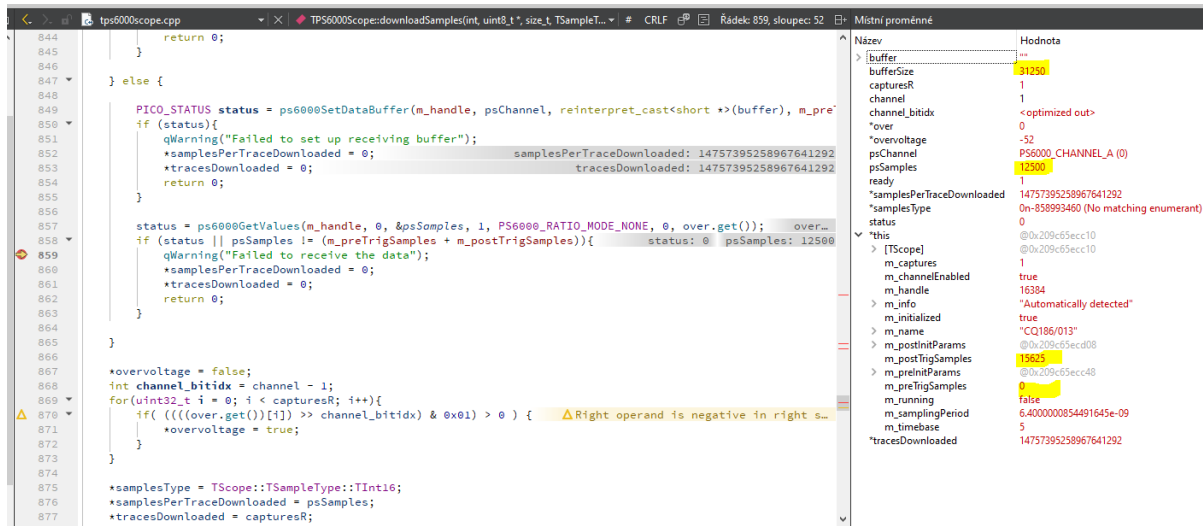 tps6000scope.cpp
TPS6000Scope::downloadSamples(int, uint8_t *, size_t, TSampleT...
# CRLF Řádek: 859, sloupec: 52
Místní proměnné
844 return 0;
845 }
846
847 } else {
848
849 PICO_STATUS status = ps6000SetDataBuffer(m_handle, psChannel, reinterpret_cast<short *>(buffer), m_pre
850 if (status){
851 qWarning("Failed to set up receiving buffer");
852 *samplesPerTraceDownloaded = 0; samplesPerTraceDownloaded: 14757395258967641292
853 *tracesDownloaded = 0; tracesDownloaded: 14757395258967641292
854 return 0;
855 }
856
857 status = ps6000GetValues(m_handle, 0, &psSamples, 1, PS6000_RATIO_MODE_NONE, 0, over.get()); over...
858 if (status || psSamples != (m_preTrigSamples + m_postTrigSamples)){ status: 0 psSamples: 12500
859 qWarning("Failed to receive the data");
860 *samplesPerTraceDownloaded = 0;
861 *tracesDownloaded = 0;
862 return 0;
863 }
864
865 }
866
867 *overvoltage = false;
868 int channel_bitidx = channel - 1;
869 for(uint32_t i = 0; i < capturesR; i++){
870 if( ((((over.get())[i]) >> channel_bitidx) & 0x01) > 0 ) { Right operand is negative in right s...
871 *overvoltage = true;
872 }
873 }
874
875 *samplesType = TScope::TSampleType::TInt16;
876 *samplesPerTraceDownloaded = psSamples;
877 *tracesDownloaded = capturesR;
Název Hodnota
buffer ""
bufferSize 31250
capturesR 1
channel 1
channel_bitidx <optimized out>
*over 0
*overvoltage -52
psChannel PS6000_CHANNEL_A (0)
psSamples 12500
ready 1
*samplesPerTraceDownloaded 14757395258967641292
*samplesType 0n-858993460 (No matching enumerant)
status 0
*this @0x209c65ecc10
[TScope] @0x209c65ecc10
m_captures 1
m_channelEnabled true
m_handle 16384
m_info "Automatically detected"
m_initialized true
m_name "CQ186/013"
m_postInitParams @0x209c65ecd08
m_postTrigSamples 15625
m_preInitParams @0x209c65ecc48
m_preTrigSamples 0
m_running false
m_samplingPeriod 6.4000000854491645e-09
m_timebase 5
*tracesDownloaded 14757395258967641292